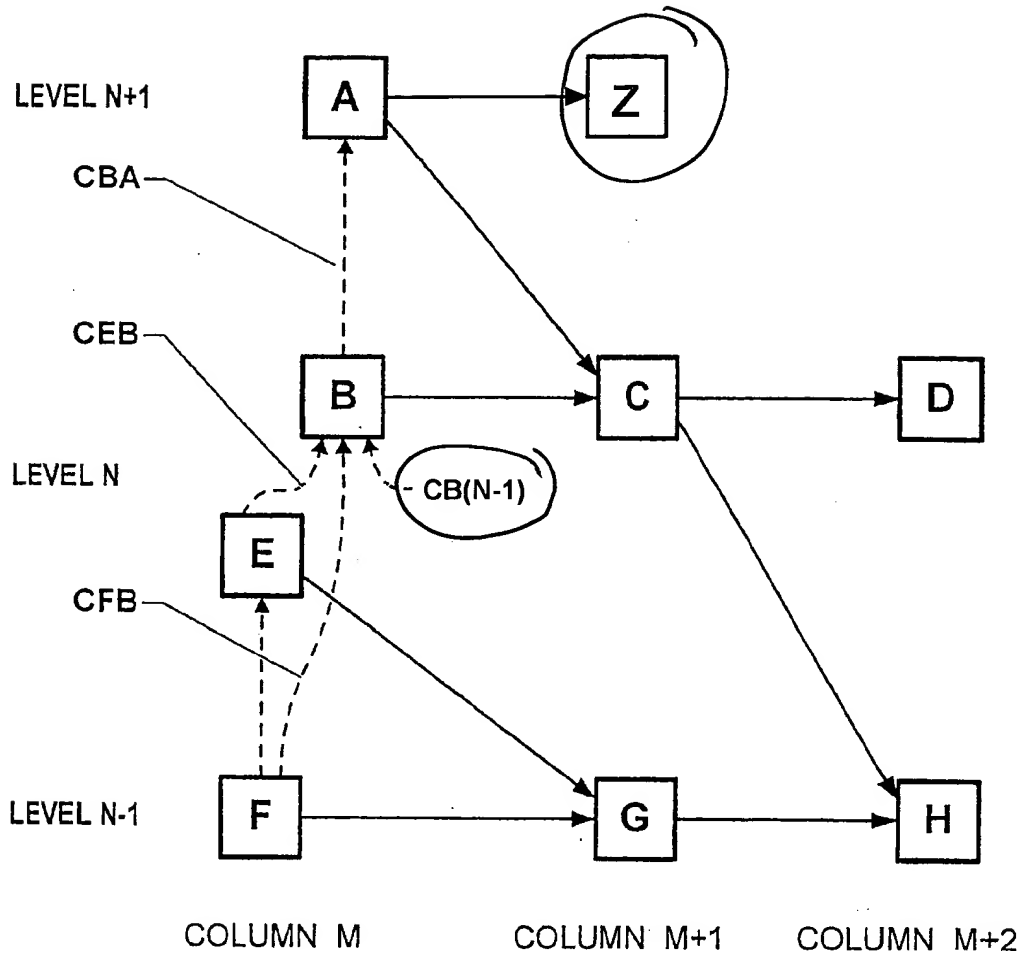 LEVEL N+1
A
Z
CBA
CEB
B
C
D
LEVEL N
CB(N-1)
E
CFB
LEVEL N-1
F
G
H
COLUMN M
COLUMN M+1
COLUMN M+2